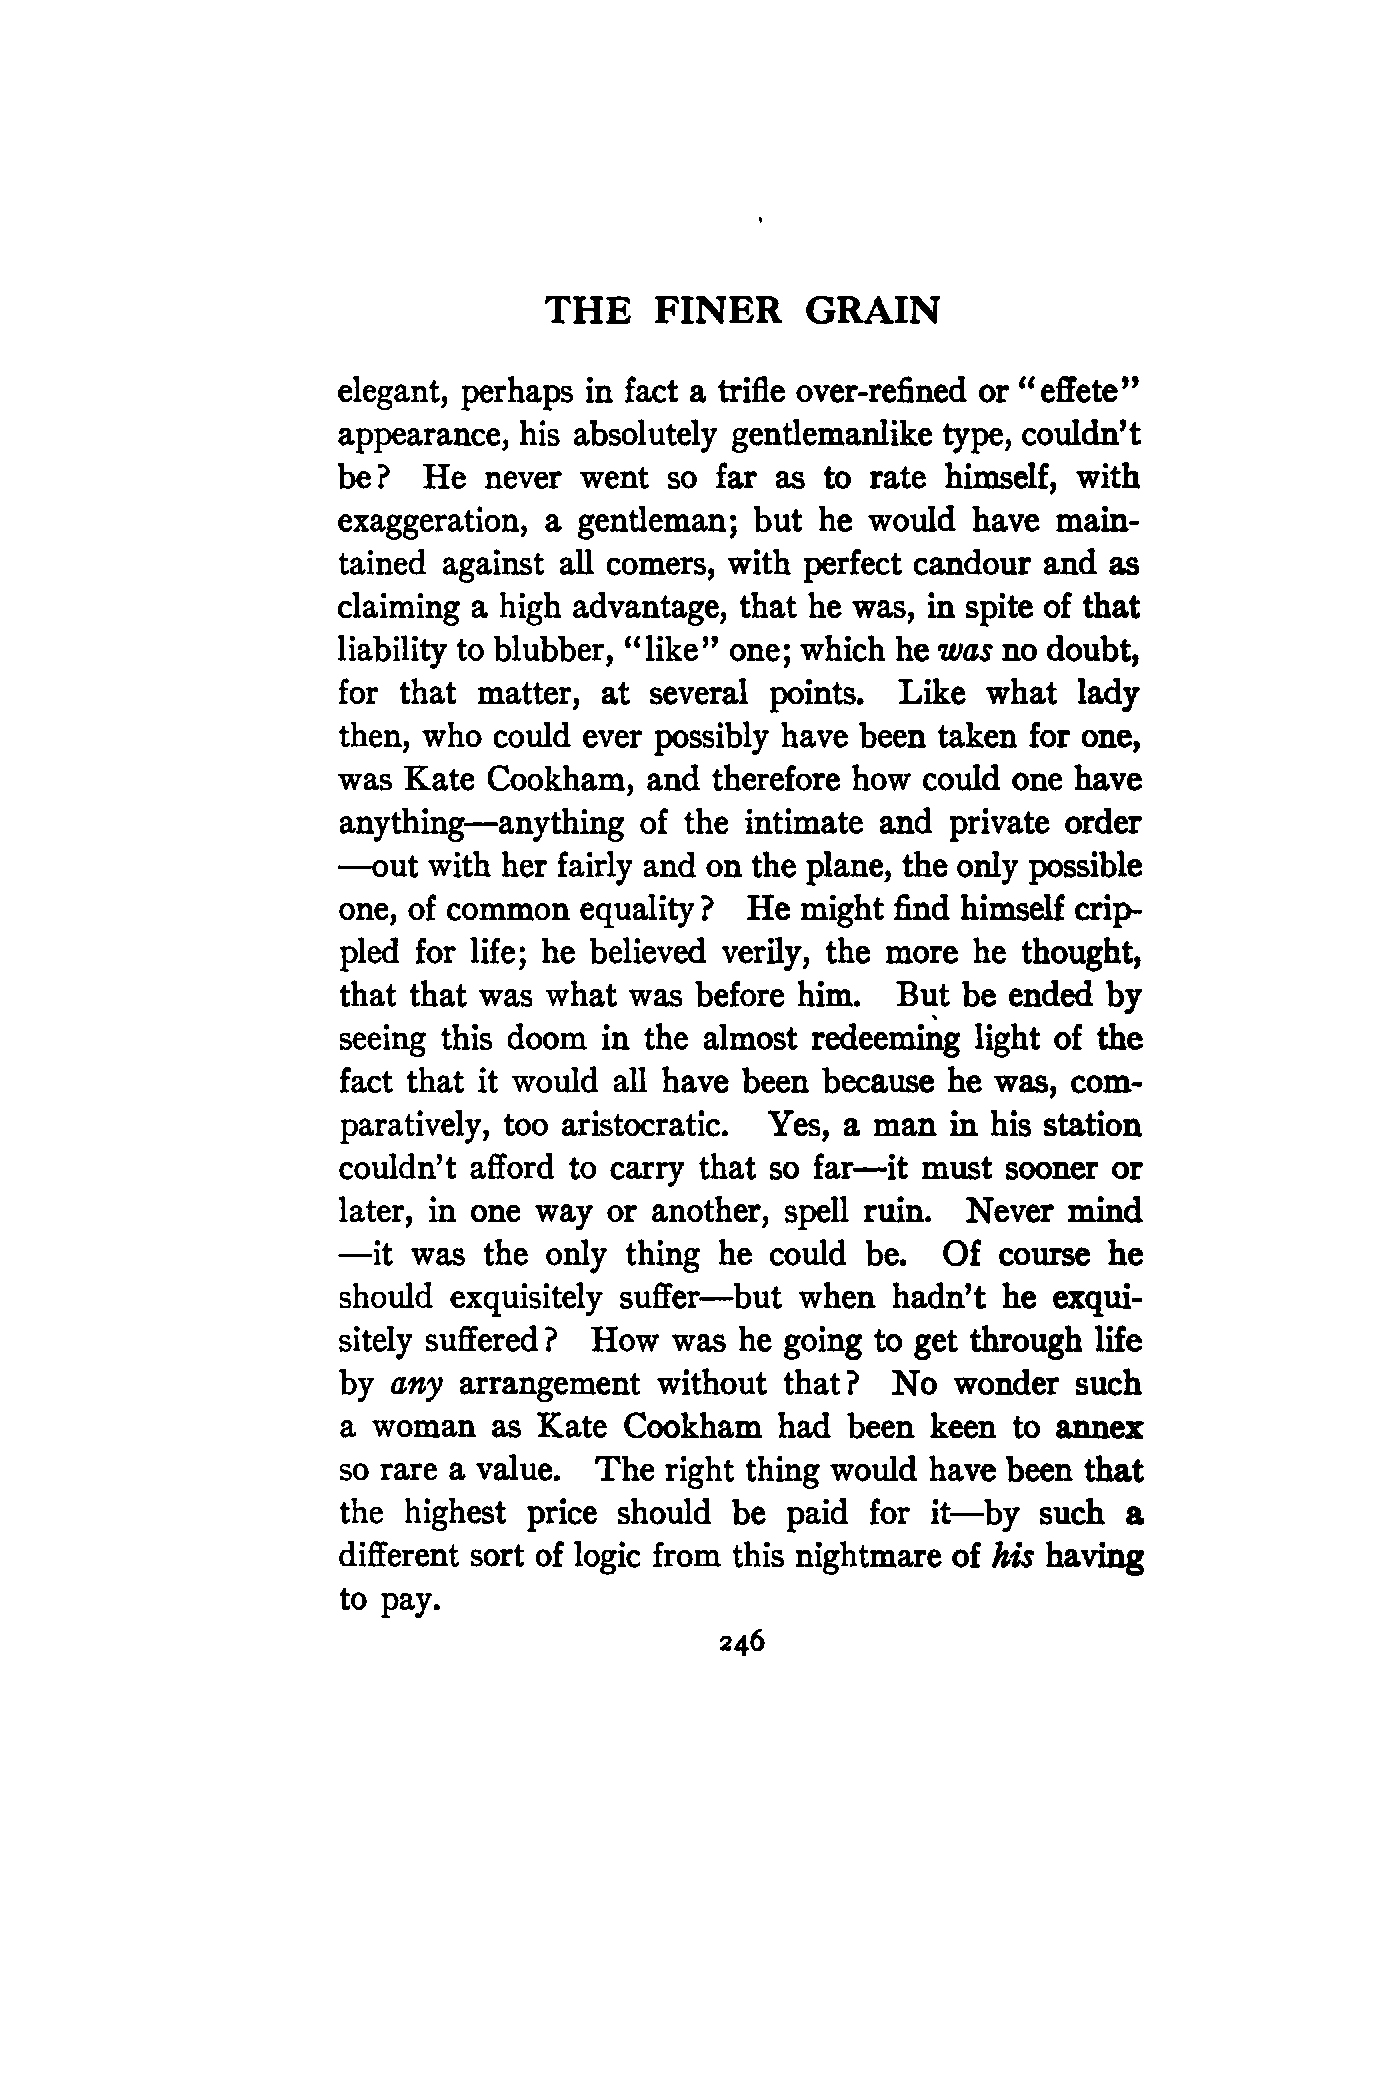 THE FINER GRAIN
elegant, perhaps in fact a trifle over-refined or "effete"
appearance, his absolutely gentlemanlike type, couldn't
be? He never went so far as to rate himself, with
exaggeration, a gentleman; but he would have main-
tained against all comers, with perfect candour and as
claiming a high advantage, that he was, in spite of that
liability to blubber, "like" one; which he was no doubt,
for that matter, at several points. Like what lady
then, who could ever possibly have been taken for one,
was Kate Cookham, and therefore how could one have
anything—anything of the intimate and private order
—out with her fairly and on the plane, the only possible
one, of common equality? He might find himself crip-
pled for life; he believed verily, the more he thought,
that that was what was before him. But be ended by
seeing this doom in the almost redeeming light of the
fact that it would all have been because he was, com-
paratively, too aristocratic. Yes, a man in his station
couldn't afford to carry that so far—it must sooner or
later, in one way or another, spell ruin. Never mind
—it was the only thing he could be. Of course he
should exquisitely suffer—but when hadn't he exqui-
sitely suffered? How was he going to get through life
by any arrangement without that? No wonder such
a woman as Kate Cookham had been keen to annex
so rare a value. The right thing would have been that
the highest price should be paid for it—by such a
different sort of logic from this nightmare of his having
to pay.
246